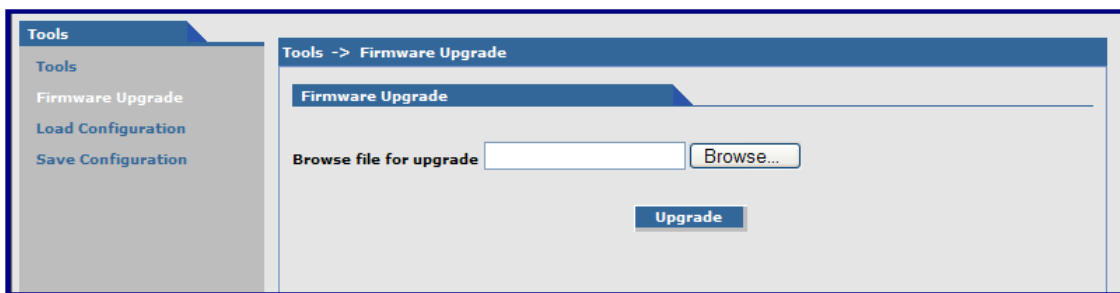 Tools
Tools
Firmware Upgrade
Load Configuration
Save Configuration
Tools -> Firmware Upgrade
Firmware Upgrade
Browse file for upgrade Browse...
Upgrade